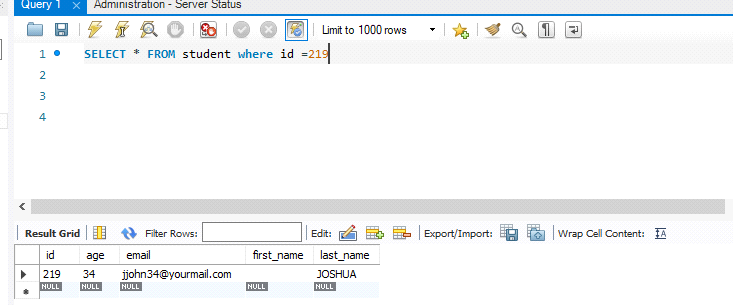 Query 1 Administration - Server Status
Limit to 1000 rows
1 SELECT * FROM student where id =219
2
3
4
Result Grid Filter Rows: Edit: Export/Import: Wrap Cell Content: IA
id age email first_name last_name
219 34 jjohn34@yourmail.com JOSHUA
NULL NULL NULL NULL NULL